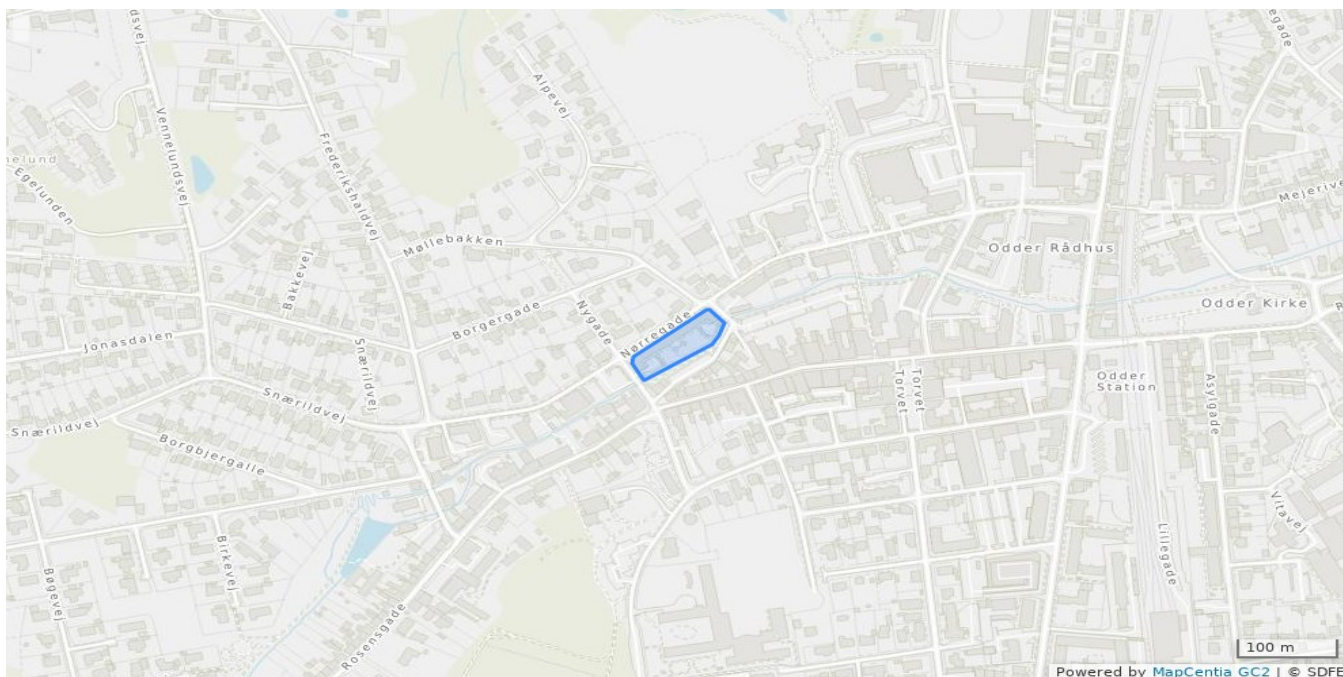 Vennelundsvej
Frederikshaldvej
Alpevej
Egelunden
Møllebakken
Bakkevej
Borgergade
Nygade
Nørregade
Odder Rådhus
Mejerivej
Odder Kirke
Jonasdalen
Snærildvej
Snærildvej
Snærildvej
Borgbjergalle
Torvet
Torvet
Odder
Station
Asylgade
Birkevej
Bøgevej
Rosensgade
Lillegade
Vitavej
100 m
Powered by MapCentia GC2 | © SDFE